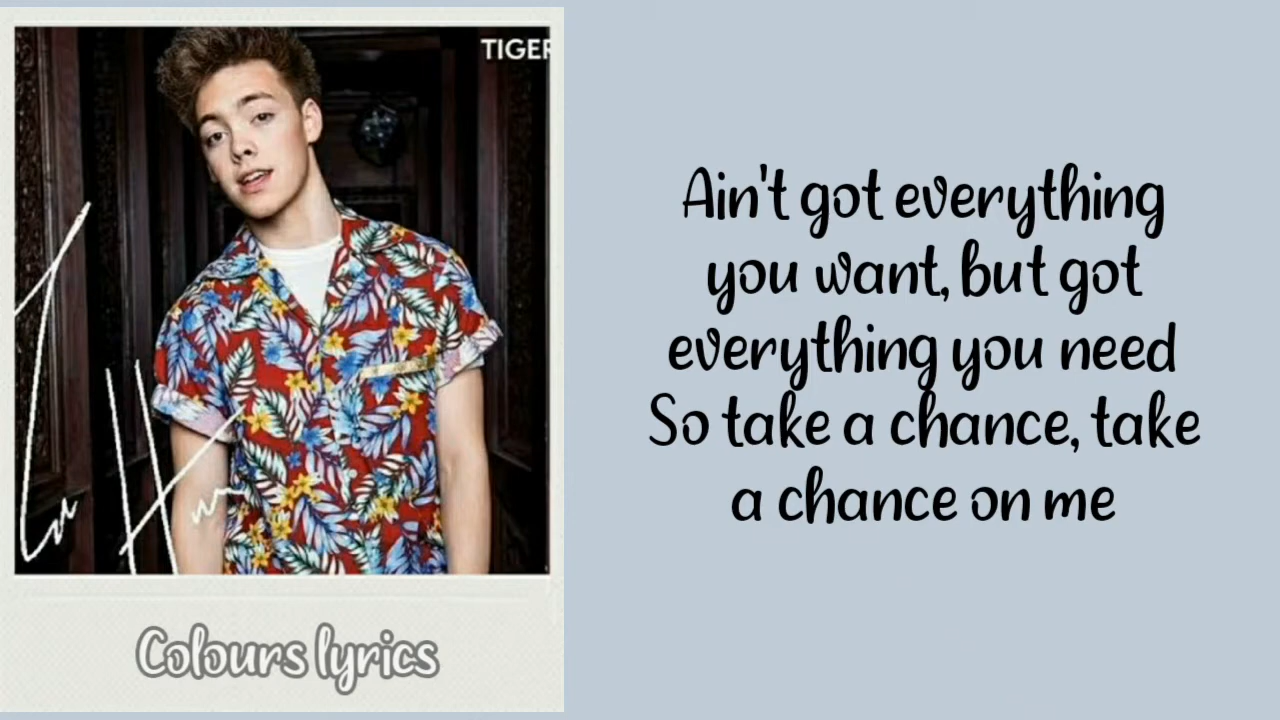 TIGER
Ain't got everything
you want, but got
everything you need
So take a chance, take
a chance on me
Colours lyrics